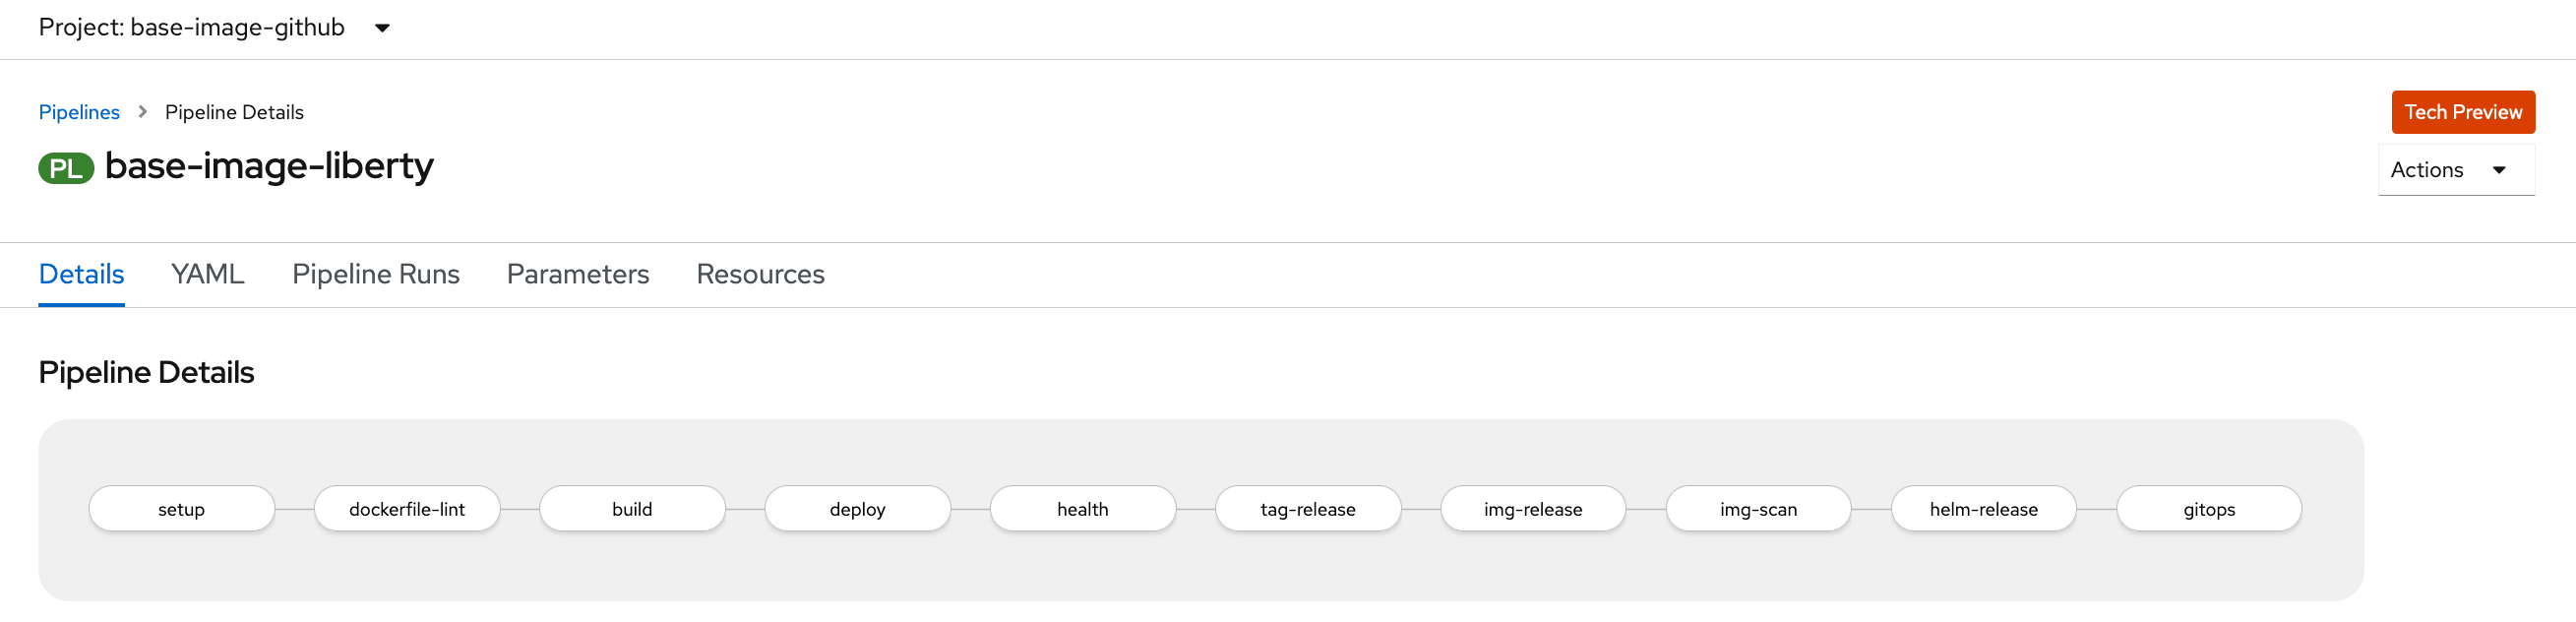 Project: base-image-github
Pipelines > Pipeline Details
Tech Preview
PL base-image-liberty
Actions
Details YAML Pipeline Runs Parameters Resources
Pipeline Details
setup dockerfile-lint build deploy health tag-release img-release img-scan helm-release gitops